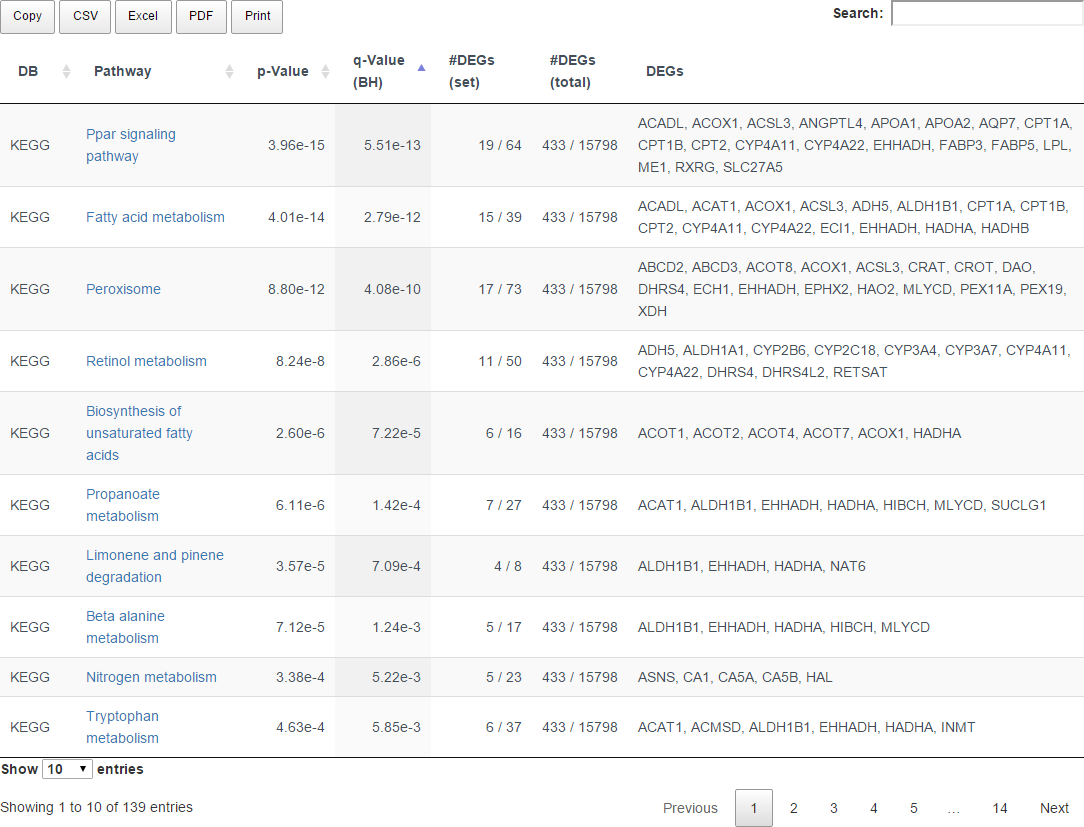 Copy CSV Excel PDF Print Search:
DB Pathway p-Value q-Value (BH) #DEGs (set) #DEGs (total) DEGs
KEGG Ppar signaling pathway 3.96e-15 5.51e-13 19 / 64 433 / 15798 ACADL, ACOX1, ACSL3, ANGPTL4, APOA1, APOA2, AQP7, CPT1A,
CPT1B, CPT2, CYP4A11, CYP4A22, EHHADH, FABP3, FABP5, LPL,
ME1, RXRG, SLC27A5
KEGG Fatty acid metabolism 4.01e-14 2.79e-12 15 / 39 433 / 15798 ACADL, ACAT1, ACOX1, ACSL3, ADH5, ALDH1B1, CPT1A, CPT1B,
CPT2, CYP4A11, CYP4A22, ECI1, EHHADH, HADHA, HADHB
KEGG Peroxisome 8.80e-12 4.08e-10 17 / 73 433 / 15798 ABCD2, ABCD3, ACOT8, ACOX1, ACSL3, CRAT, CROT, DAO,
DHRS4, ECH1, EHHADH, EPHX2, HAO2, MLYCD, PEX11A, PEX19,
XDH
KEGG Retinol metabolism 8.24e-8 2.86e-6 11 / 50 433 / 15798 ADH5, ALDH1A1, CYP2B6, CYP2C18, CYP3A4, CYP3A7, CYP4A11,
CYP4A22, DHRS4, DHRS4L2, RETSAT
KEGG Biosynthesis of unsaturated fatty acids 2.60e-6 7.22e-5 6 / 16 433 / 15798 ACOT1, ACOT2, ACOT4, ACOT7, ACOX1, HADHA
KEGG Propanoate metabolism 6.11e-6 1.42e-4 7 / 27 433 / 15798 ACAT1, ALDH1B1, EHHADH, HADHA, HIBCH, MLYCD, SUCLG1
KEGG Limonene and pinene degradation 3.57e-5 7.09e-4 4 / 8 433 / 15798 ALDH1B1, EHHADH, HADHA, NAT6
KEGG Beta alanine metabolism 7.12e-5 1.24e-3 5 / 17 433 / 15798 ALDH1B1, EHHADH, HADHA, HIBCH, MLYCD
KEGG Nitrogen metabolism 3.38e-4 5.22e-3 5 / 23 433 / 15798 ASNS, CA1, CA5A, CA5B, HAL
KEGG Tryptophan metabolism 4.63e-4 5.85e-3 6 / 37 433 / 15798 ACAT1, ACMSD, ALDH1B1, EHHADH, HADHA, INMT
Show 10 entries
Showing 1 to 10 of 139 entries Previous 1 2 3 4 5 … 14 Next